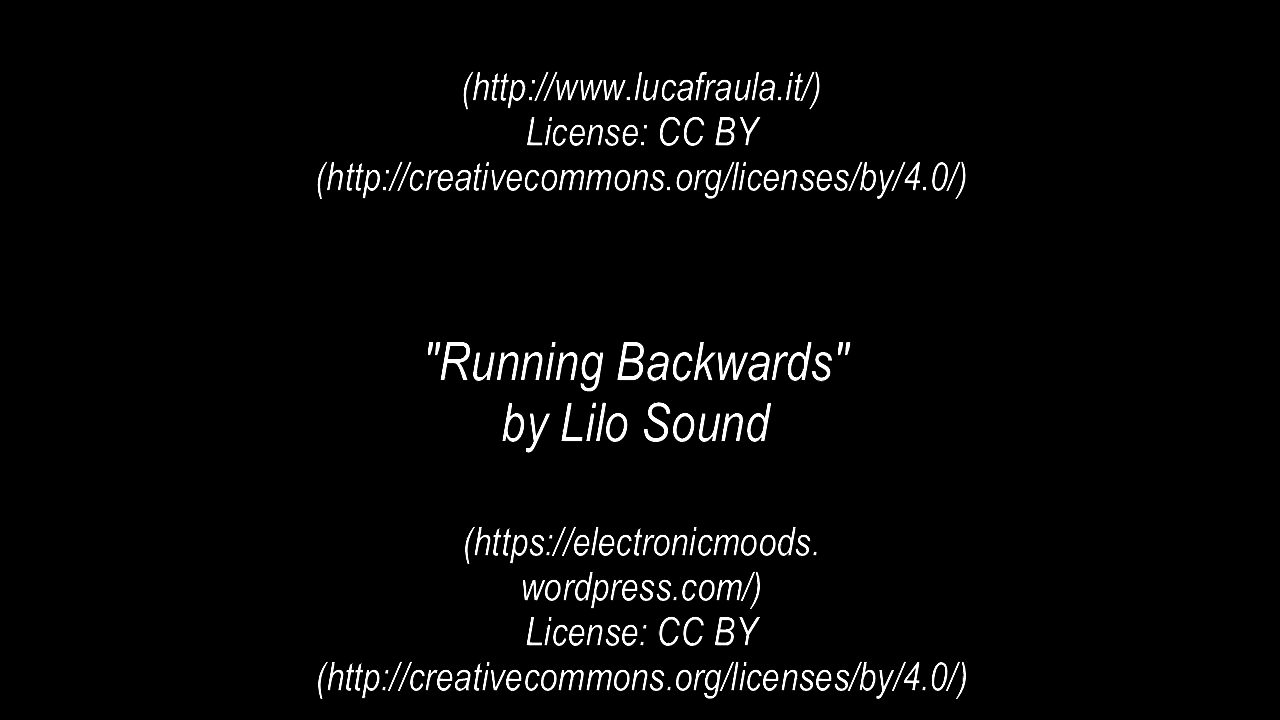 (http://www.lucafraula.it/)
License: CC BY
(http://creativecommons.org/licenses/by/4.0/)
"Running Backwards"
by Lilo Sound
(https://electronicmoods.
wordpress.com/)
License: CC BY
(http://creativecommons.org/licenses/by/4.0/)